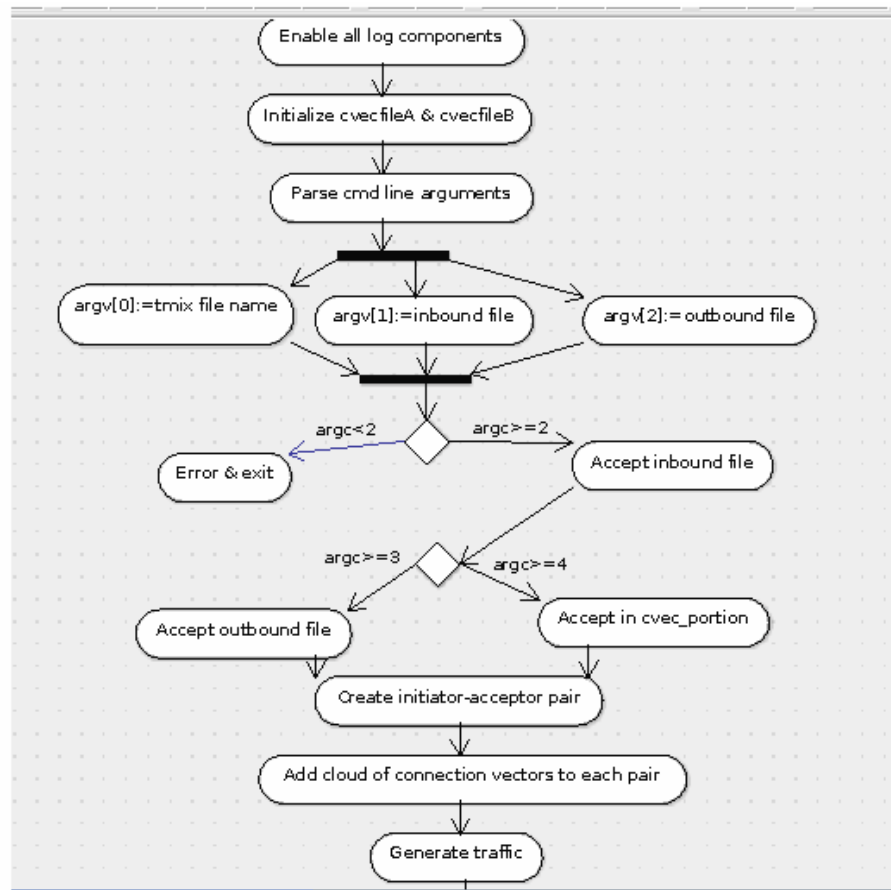 Enable all log components
Initialize cvecfileA & cvecfileB
Parse cmd line arguments
argv[0]:=tmix file name
argv[1]:=inbound file
argv[2]:= outbound file
argc<2
argc>=2
Error & exit
Accept inbound file
argc>=3
argc>=4
Accept outbound file
Accept in cvec_portion
Create initiator-acceptor pair
Add cloud of connection vectors to each pair
Generate traffic